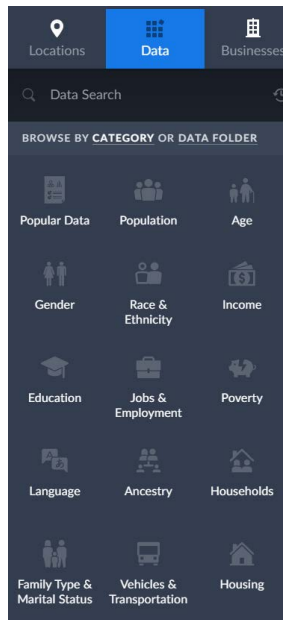 Locations Data Businesses
Data Search
BROWSE BY CATEGORY OR DATA FOLDER
Popular Data Population Age
Gender Race & Ethnicity Income
Education Jobs & Employment Poverty
Language Ancestry Households
Family Type & Marital Status Vehicles & Transportation Housing